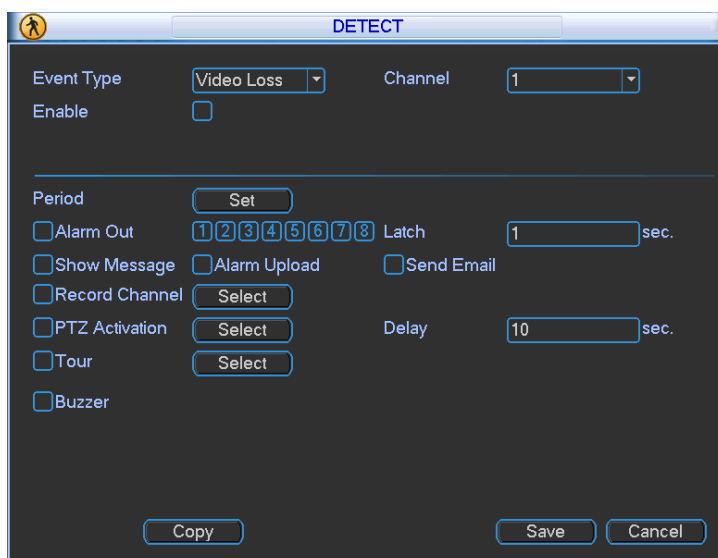 DETECT
Event Type Video Loss Channel 1
Enable
Period Set
Alarm Out 1 2 3 4 5 6 7 8 Latch 1 sec.
Show Message Alarm Upload Send Email
Record Channel Select
PTZ Activation Select Delay 10 sec.
Tour Select
Buzzer
Copy Save Cancel